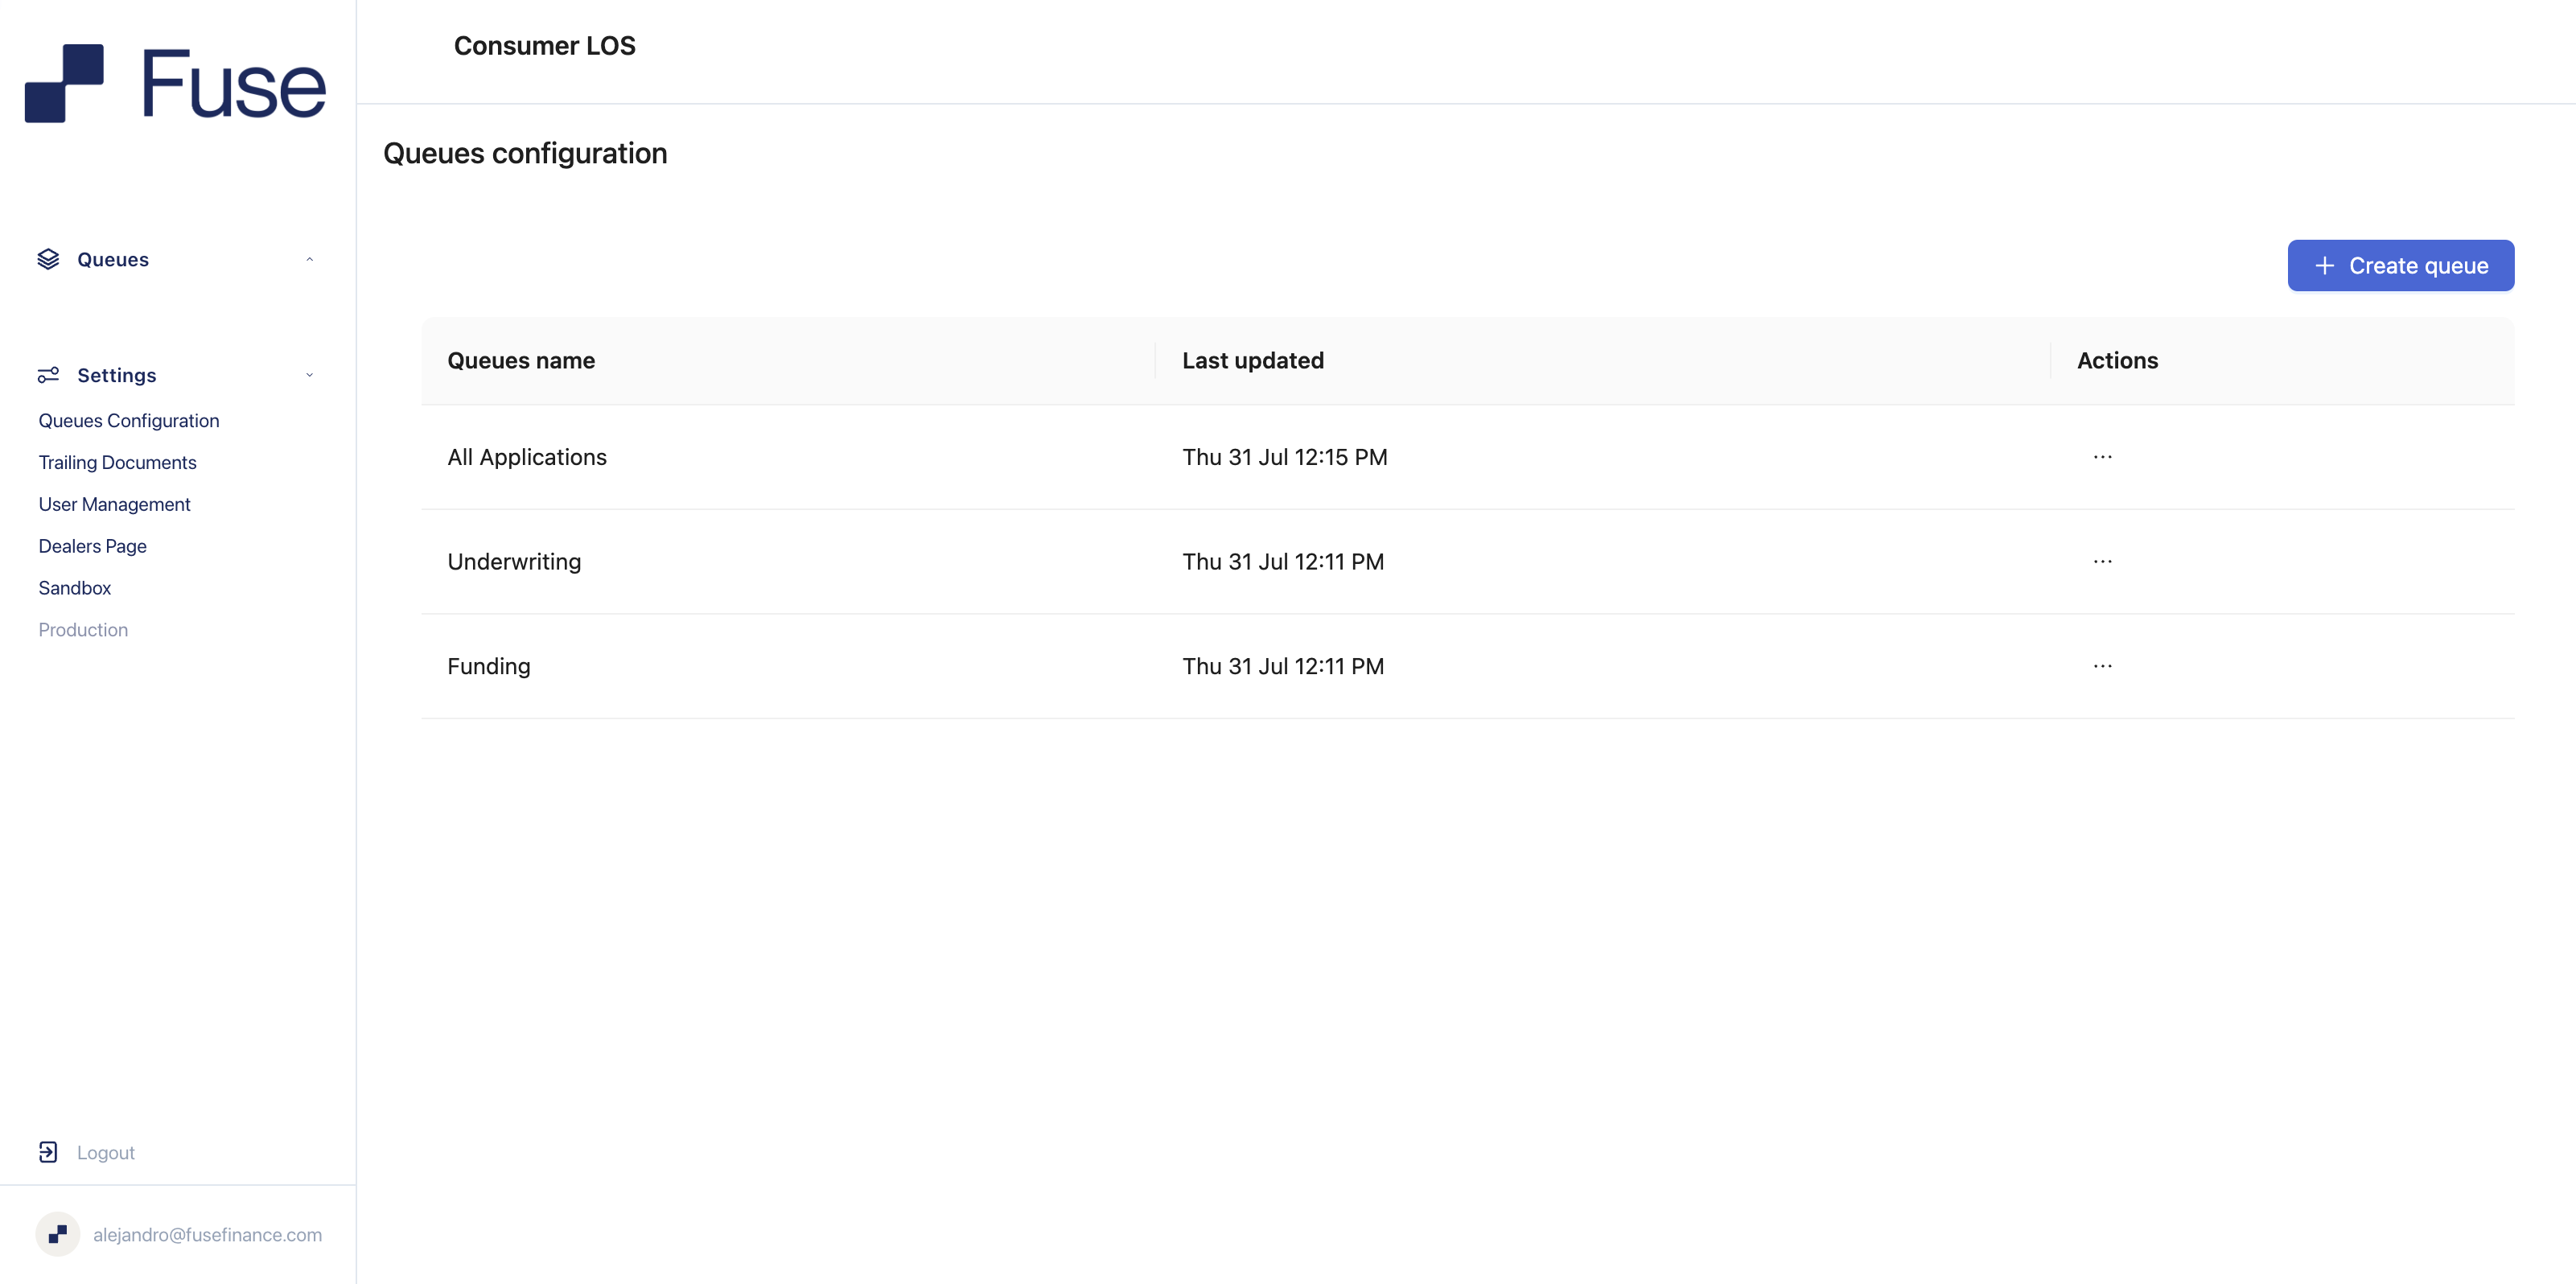 Fuse
Consumer LOS
Queues configuration
Queues
Create queue
Queues name Last updated Actions
Settings
Queues Configuration
Trailing Documents
User Management
Dealers Page
Sandbox
Production
All Applications Thu 31 Jul 12:15 PM ...
Underwriting Thu 31 Jul 12:11 PM ...
Funding Thu 31 Jul 12:11 PM ...
Logout
alejandro@fusefinance.com